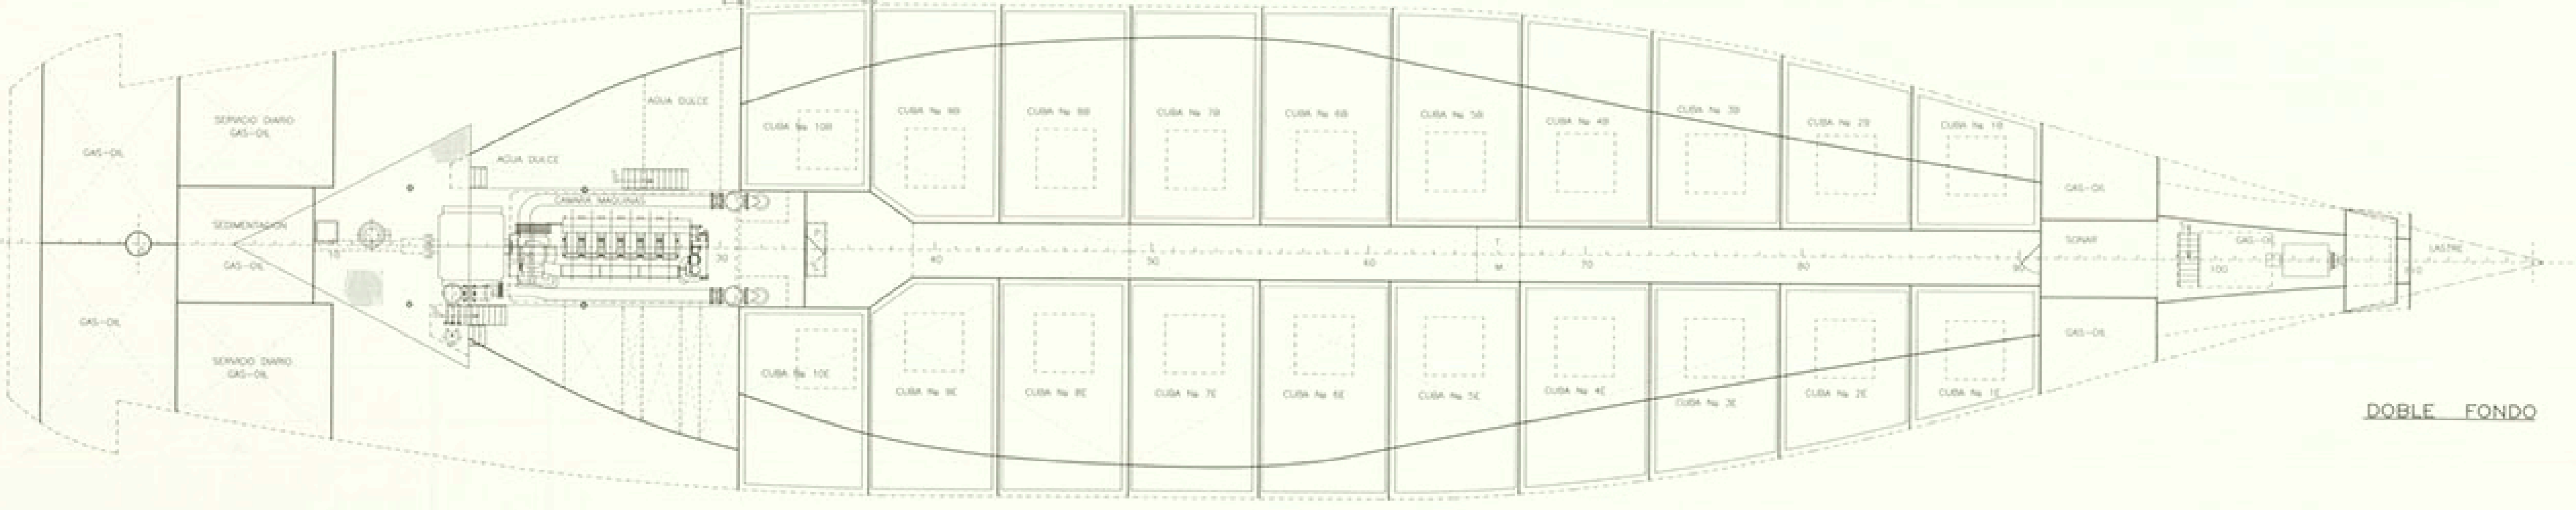 AGUA DULCE
CUBA No 9B
CUBA No 8B
CUBA No 7B
CUBA No 6B
CUBA No 5B
CUBA No 4B
CUBA No 3B
CUBA No 2B
CUBA No 1B
CUBA No 10B
SERVICIO DIARIO
GAS-OIL
GAS-OIL
AGUA DULCE
GAS-OIL
CAMARA MAQUINAS
SEDIMENTACION
GAS-OIL
SONAR
GAS-OIL
LASTRE
10
30
40
50
60
T.
M.
70
80
90
100
110
GAS-OIL
GAS-OIL
SERVICIO DIARIO
GAS-OIL
CUBA No 10E
CUBA No 9E
CUBA No 8E
CUBA No 7E
CUBA No 6E
CUBA No 5E
CUBA No 4E
CUBA No 3E
CUBA No 2E
CUBA No 1E
DOBLE FONDO